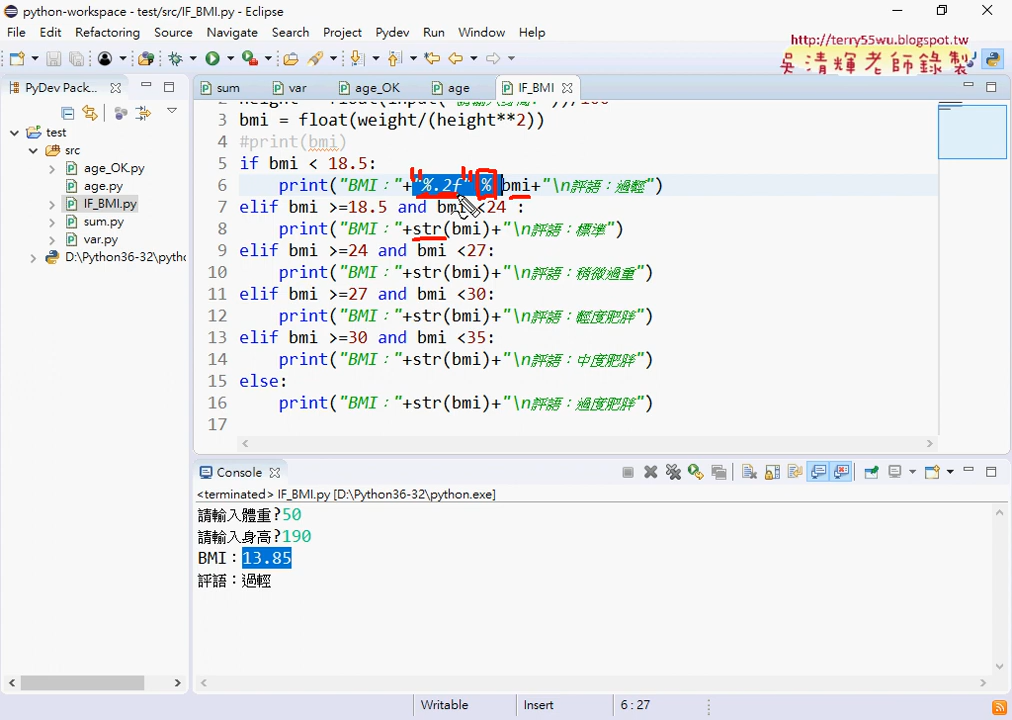 python-workspace - test/src/IF_BMI.py - Eclipse
File Edit Refactoring Source Navigate Search Project Pydev Run Window Help
http://terry55wu.blogspot.tw
吳清輝老師錄製
PyDev Pack...
sum var age_OK age IF_BMI
test
src
age_OK.py
age.py
IF_BMI.py
sum.py
var.py
D:\Python36-32\pytho
3 bmi = float(weight/(height**2))
4 #print(bmi)
5 if bmi < 18.5:
6 print("BMI："+"%.2f" % bmi+"\n評語：過輕")
7 elif bmi >=18.5 and bmi <24 :
8 print("BMI："+str(bmi)+"\n評語：標準")
9 elif bmi >=24 and bmi <27:
10 print("BMI："+str(bmi)+"\n評語：稍微過重")
11 elif bmi >=27 and bmi <30:
12 print("BMI："+str(bmi)+"\n評語：輕度肥胖")
13 elif bmi >=30 and bmi <35:
14 print("BMI："+str(bmi)+"\n評語：中度肥胖")
15 else:
16 print("BMI："+str(bmi)+"\n評語：過度肥胖")
17
Console
<terminated> IF_BMI.py [D:\Python36-32\python.exe]
請輸入體重?50
請輸入身高?190
BMI：13.85
評語：過輕
Writable Insert 6 : 27